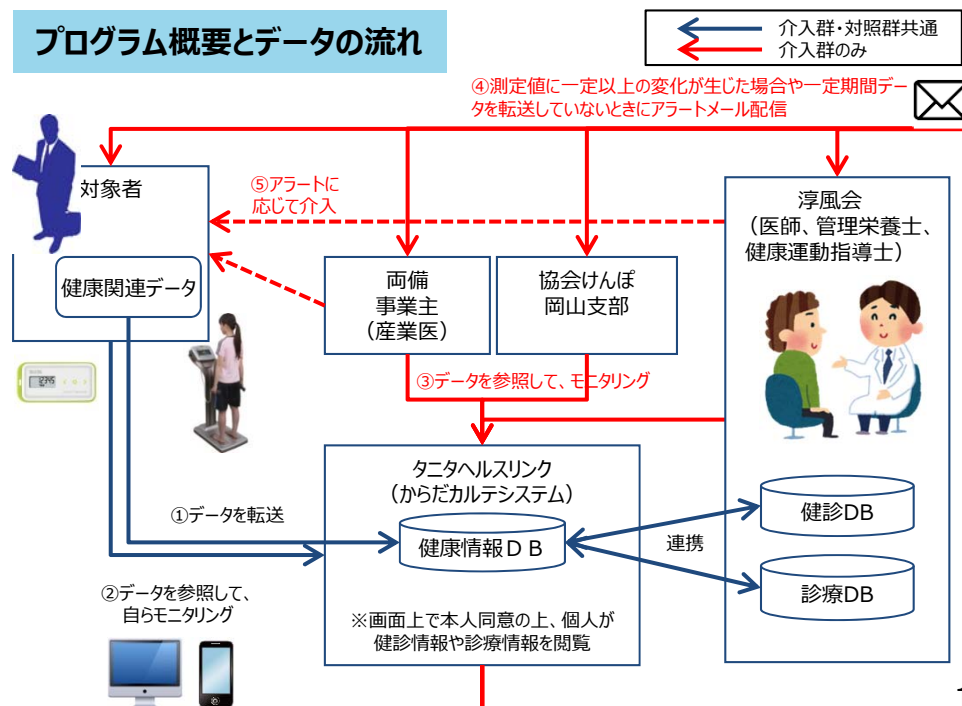 プログラム概要とデータの流れ
介入群・対照群共通
介入群のみ
④測定値に一定以上の変化が生じた場合や一定期間デー
タを転送していないときにアラートメール配信
対象者
⑤アラートに
応じて介入
淳風会
（医師、管理栄養士、
健康運動指導士）
健康関連データ
両備
事業主
（産業医）
協会けんぽ
岡山支部
③データを参照して、モニタリング
タニタヘルスリンク
（からだカルテシステム）
①データを転送
健康情報ＤＢ
連携
健診DB
診療DB
②データを参照して、
自らモニタリング
※画面上で本人同意の上、個人が
健診情報や診療情報を閲覧